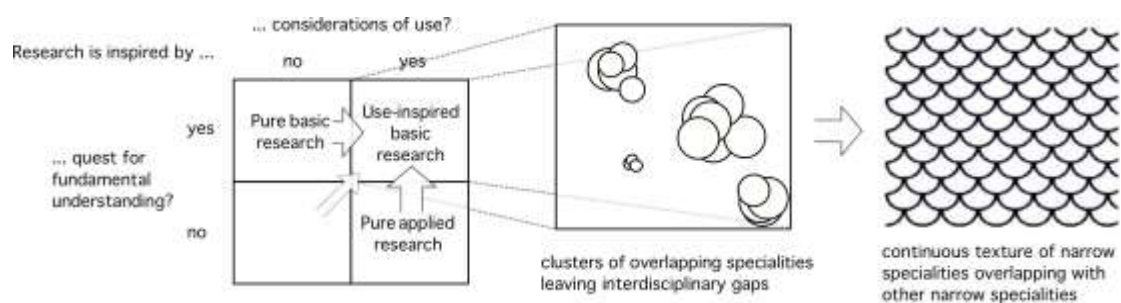 ... considerations of use?
Research is inspired by ...
no
yes
yes
Pure basic
research
Use-inspired
basic
research
... quest for
fundamental
understanding?
no
Pure applied
research
clusters of overlapping specialities
leaving interdisciplinary gaps
continuous texture of narrow
specialities overlapping with
other narrow specialities